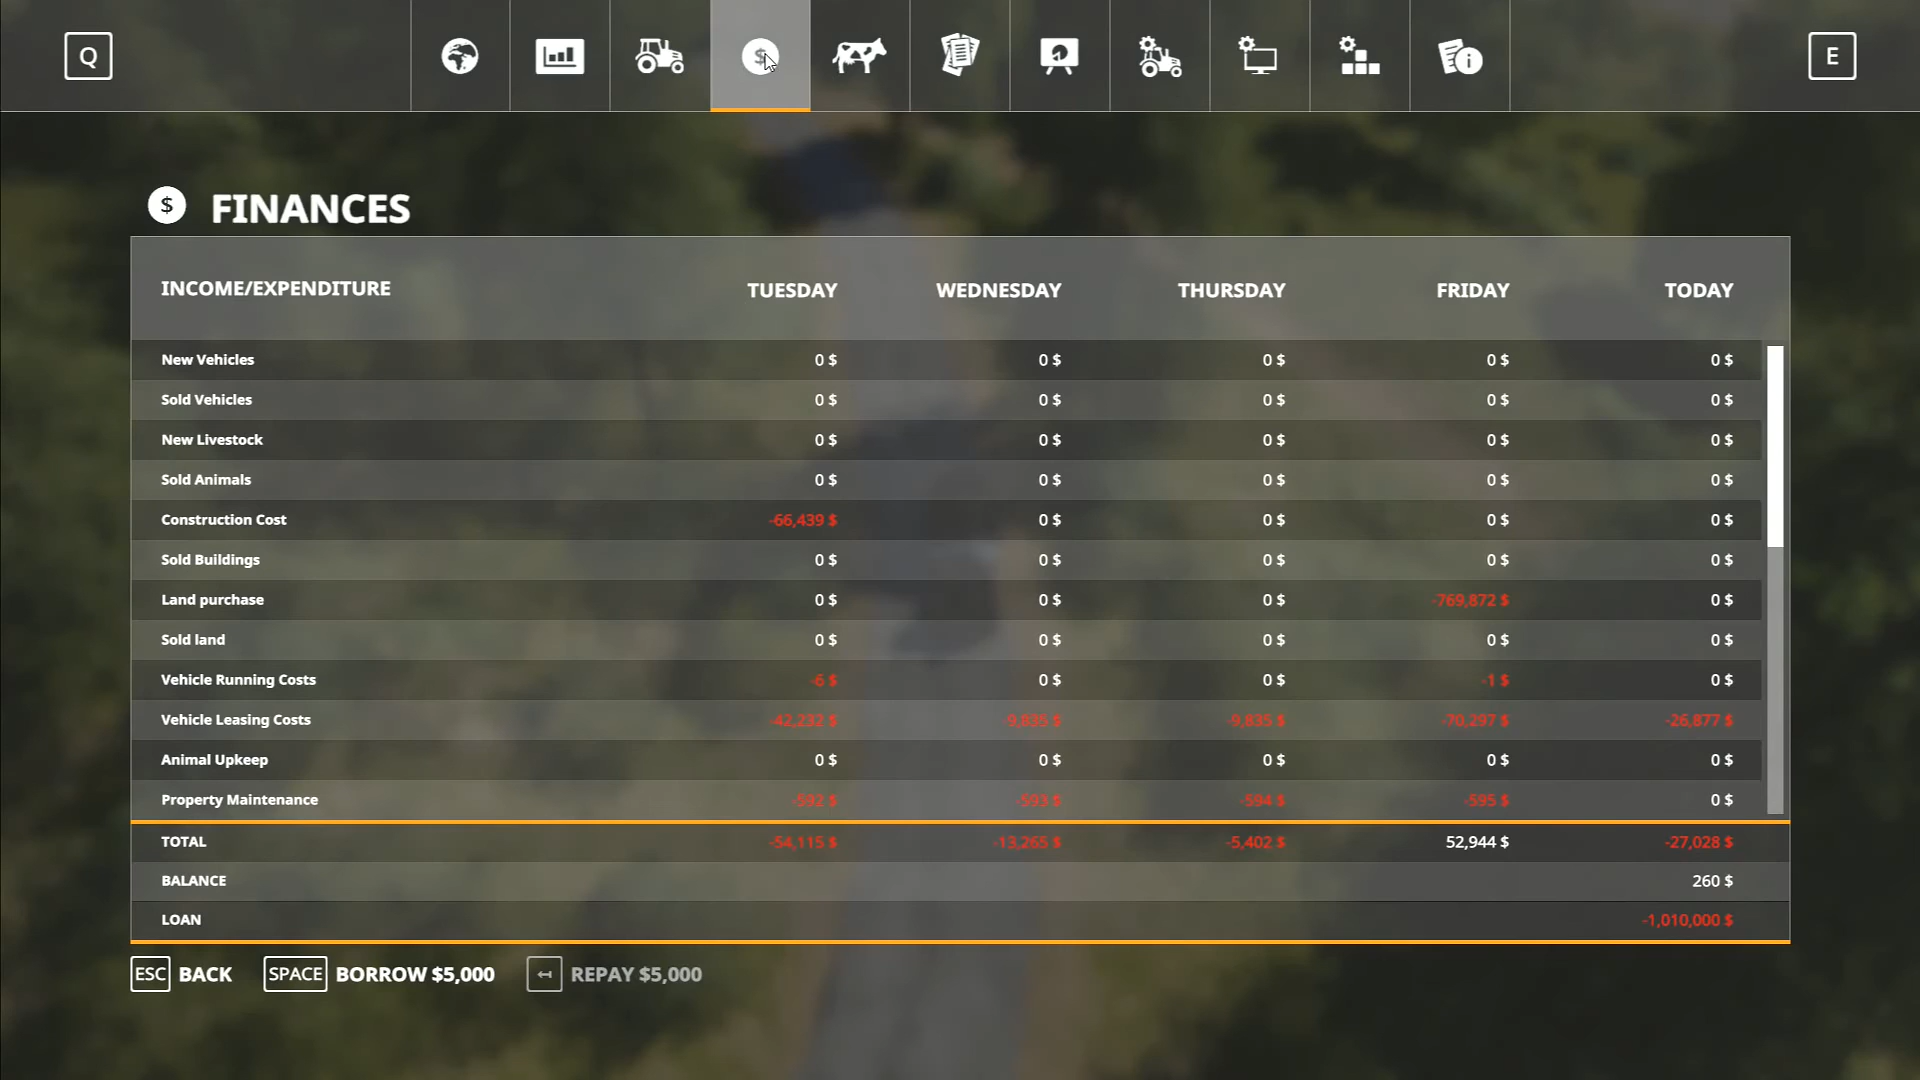 Q E
$ FINANCES
INCOME/EXPENDITURE TUESDAY WEDNESDAY THURSDAY FRIDAY TODAY
New Vehicles 0 $ 0 $ 0 $ 0 $ 0 $
Sold Vehicles 0 $ 0 $ 0 $ 0 $ 0 $
New Livestock 0 $ 0 $ 0 $ 0 $ 0 $
Sold Animals 0 $ 0 $ 0 $ 0 $ 0 $
Construction Cost -66,439 $ 0 $ 0 $ 0 $ 0 $
Sold Buildings 0 $ 0 $ 0 $ 0 $ 0 $
Land purchase 0 $ 0 $ 0 $ -769,872 $ 0 $
Sold land 0 $ 0 $ 0 $ 0 $ 0 $
Vehicle Running Costs -6 $ 0 $ 0 $ -1 $ 0 $
Vehicle Leasing Costs -42,232 $ -9,835 $ -9,835 $ -70,297 $ -26,877 $
Animal Upkeep 0 $ 0 $ 0 $ 0 $ 0 $
Property Maintenance -592 $ -593 $ -594 $ -595 $ 0 $
TOTAL -54,115 $ -13,265 $ -5,402 $ 52,944 $ -27,028 $
BALANCE 260 $
LOAN -1,010,000 $
ESC BACK SPACE BORROW $5,000 REPAY $5,000